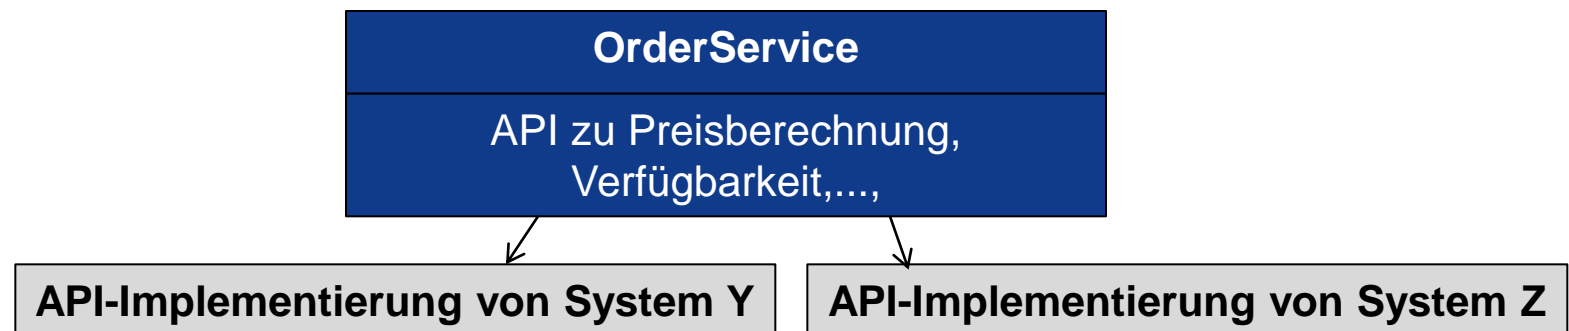 OrderService
API zu Preisberechnung,
Verfügbarkeit,...,
API-Implementierung von System Y
API-Implementierung von System Z